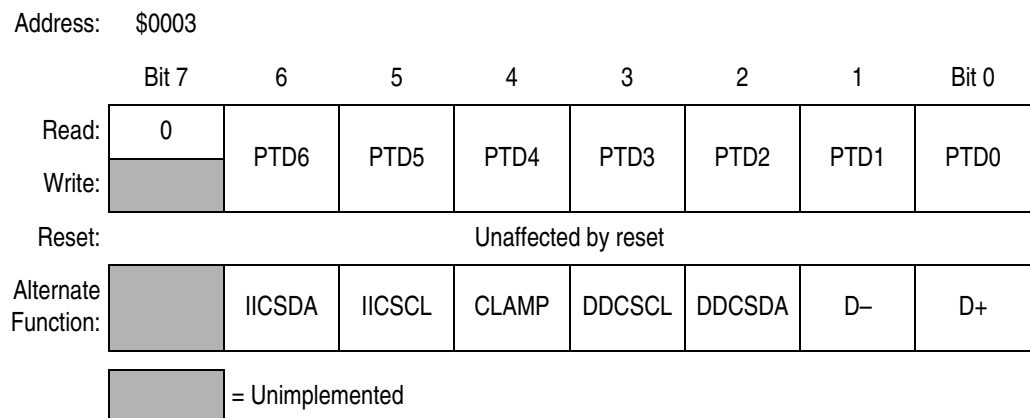 Address: $0003
Bit 7 6 5 4 3 2 1 Bit 0
Read: 0 PTD6 PTD5 PTD4 PTD3 PTD2 PTD1 PTD0
Write:
Reset: Unaffected by reset
Alternate
Function: IICSDA IICSCL CLAMP DDCSCL DDCSDA D– D+
= Unimplemented